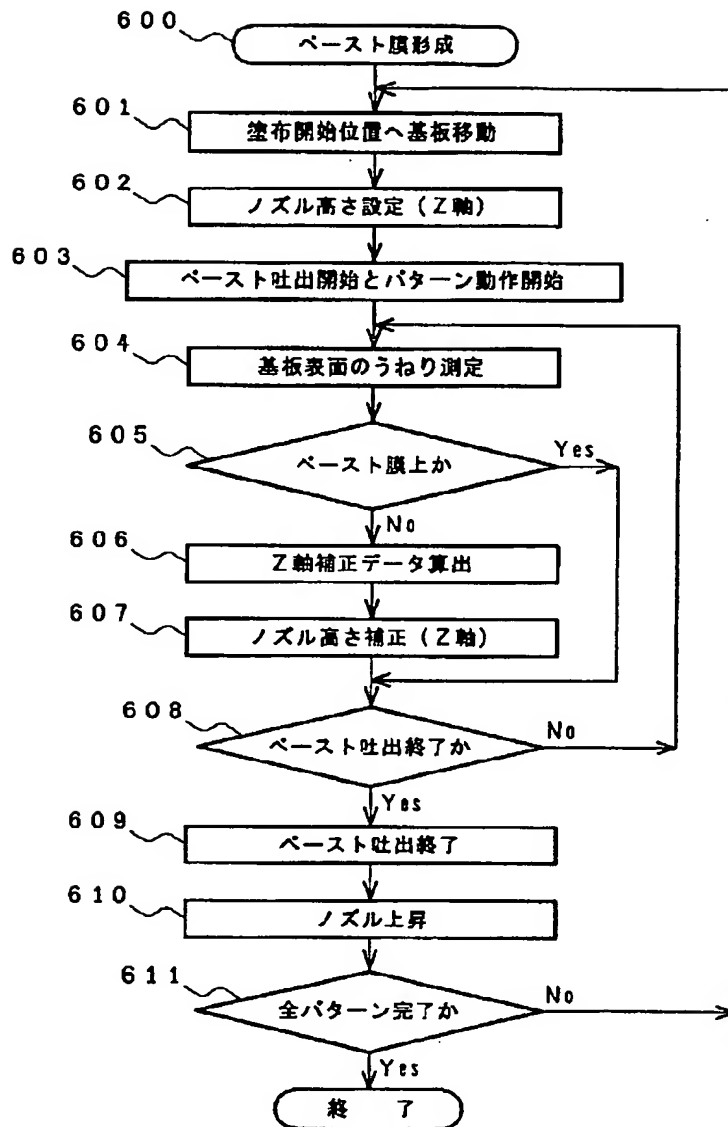 600
ペースト膜形成
601
塗布開始位置へ基板移動
602
ノズル高さ設定(Z軸)
603
ペースト吐出開始とパターン動作開始
604
基板表面のうねり測定
605
ペースト膜上か
Yes
No
606
Z軸補正データ算出
607
ノズル高さ補正(Z軸)
608
ペースト吐出終了か
No
Yes
609
ペースト吐出終了
610
ノズル上昇
611
全パターン完了か
No
Yes
終 了